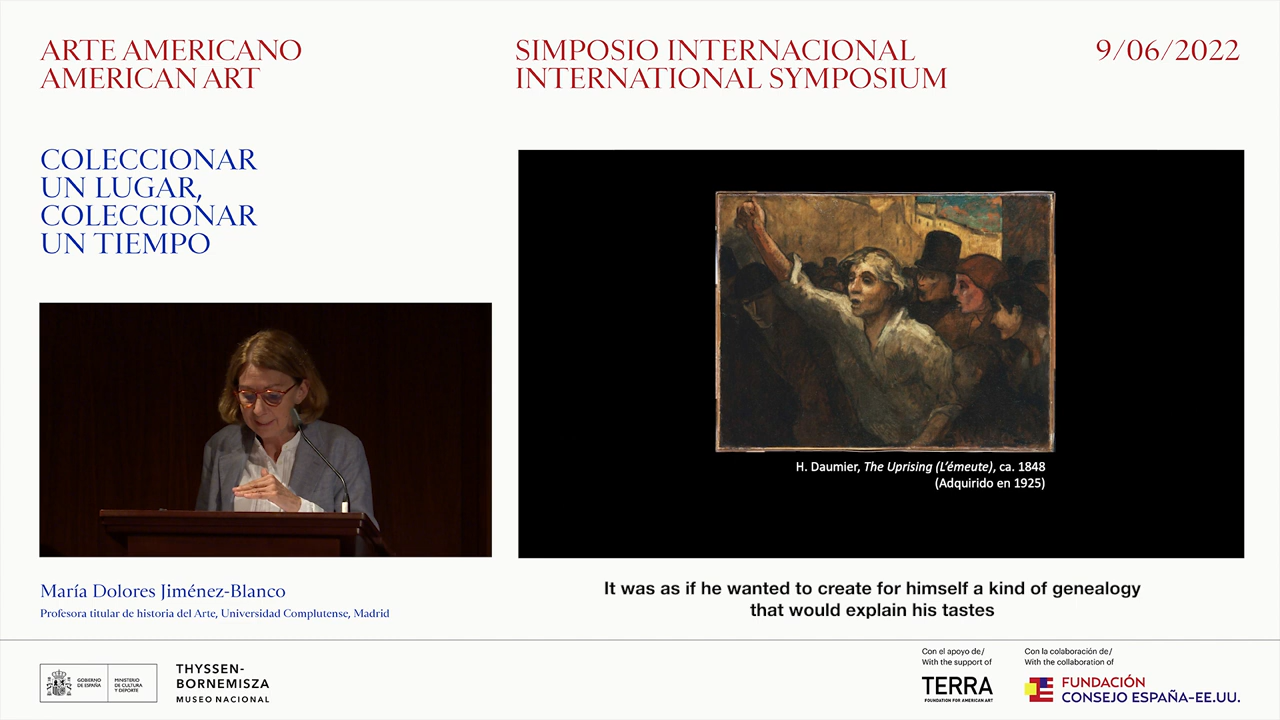 ARTE AMERICANO
AMERICAN ART
SIMPOSIO INTERNACIONAL
INTERNATIONAL SYMPOSIUM
9/06/2022
COLECCIONAR
UN LUGAR,
COLECCIONAR
UN TIEMPO
H. Daumier, The Uprising (L'émeute), ca. 1848
(Adquirido en 1925)
María Dolores Jiménez-Blanco
Profesora titular de historia del Arte, Universidad Complutense, Madrid
It was as if he wanted to create for himself a kind of genealogy
that would explain his tastes
GOBIERNO
DE ESPAÑA
MINISTERIO
DE CULTURA
Y DEPORTE
THYSSEN-
BORNEMISZA
MUSEO NACIONAL
Con el apoyo de/
With the support of
TERRA
FOUNDATION FOR AMERICAN ART
Con la colaboración de/
With the collaboration of
FUNDACIÓN
CONSEJO ESPAÑA-EE.UU.